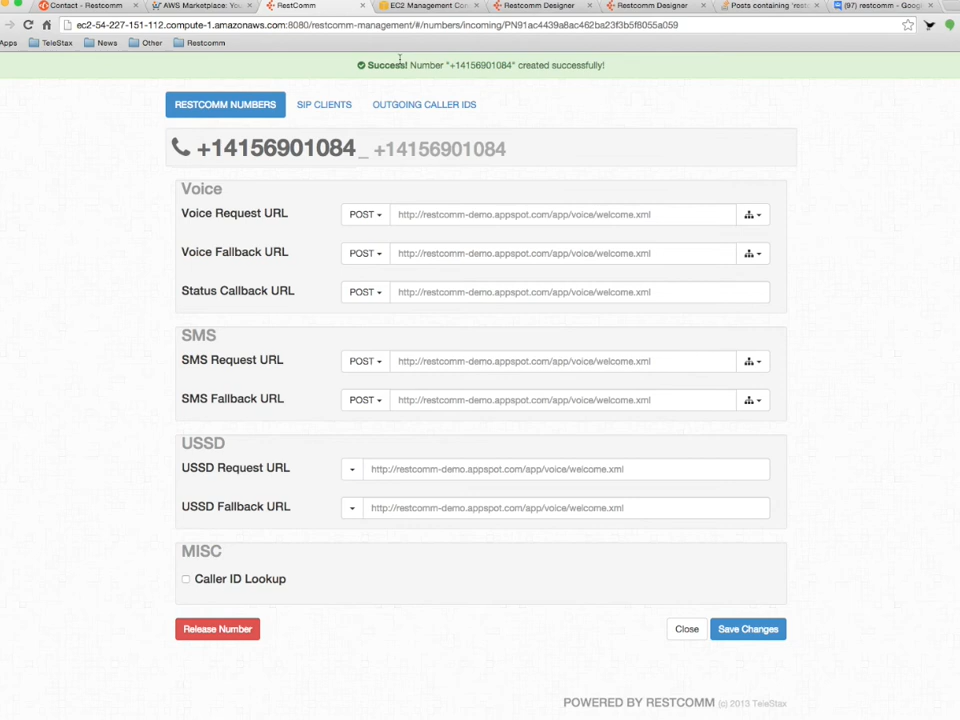 Contact - Restcomm
AWS Marketplace: You
RestComm
EC2 Management Con
Restcomm Designer
Restcomm Designer
Posts containing 'rest
(97) restcomm - Goog
ec2-54-227-151-112.compute-1.amazonaws.com:8080/restcomm-management/#/numbers/incoming/PN91ac4439a8ac462ba23f3b5f8055a059
Apps TeleStax News Other Restcomm
Success! Number "+14156901084" created successfully!
RESTCOMM NUMBERS SIP CLIENTS OUTGOING CALLER IDS
+14156901084_ +14156901084
Voice
Voice Request URL POST http://restcomm-demo.appspot.com/app/voice/welcome.xml
Voice Fallback URL POST http://restcomm-demo.appspot.com/app/voice/welcome.xml
Status Callback URL POST http://restcomm-demo.appspot.com/app/voice/welcome.xml
SMS
SMS Request URL POST http://restcomm-demo.appspot.com/app/voice/welcome.xml
SMS Fallback URL POST http://restcomm-demo.appspot.com/app/voice/welcome.xml
USSD
USSD Request URL http://restcomm-demo.appspot.com/app/voice/welcome.xml
USSD Fallback URL http://restcomm-demo.appspot.com/app/voice/welcome.xml
MISC
Caller ID Lookup
Release Number Close Save Changes
POWERED BY RESTCOMM (c) 2013 TeleStax